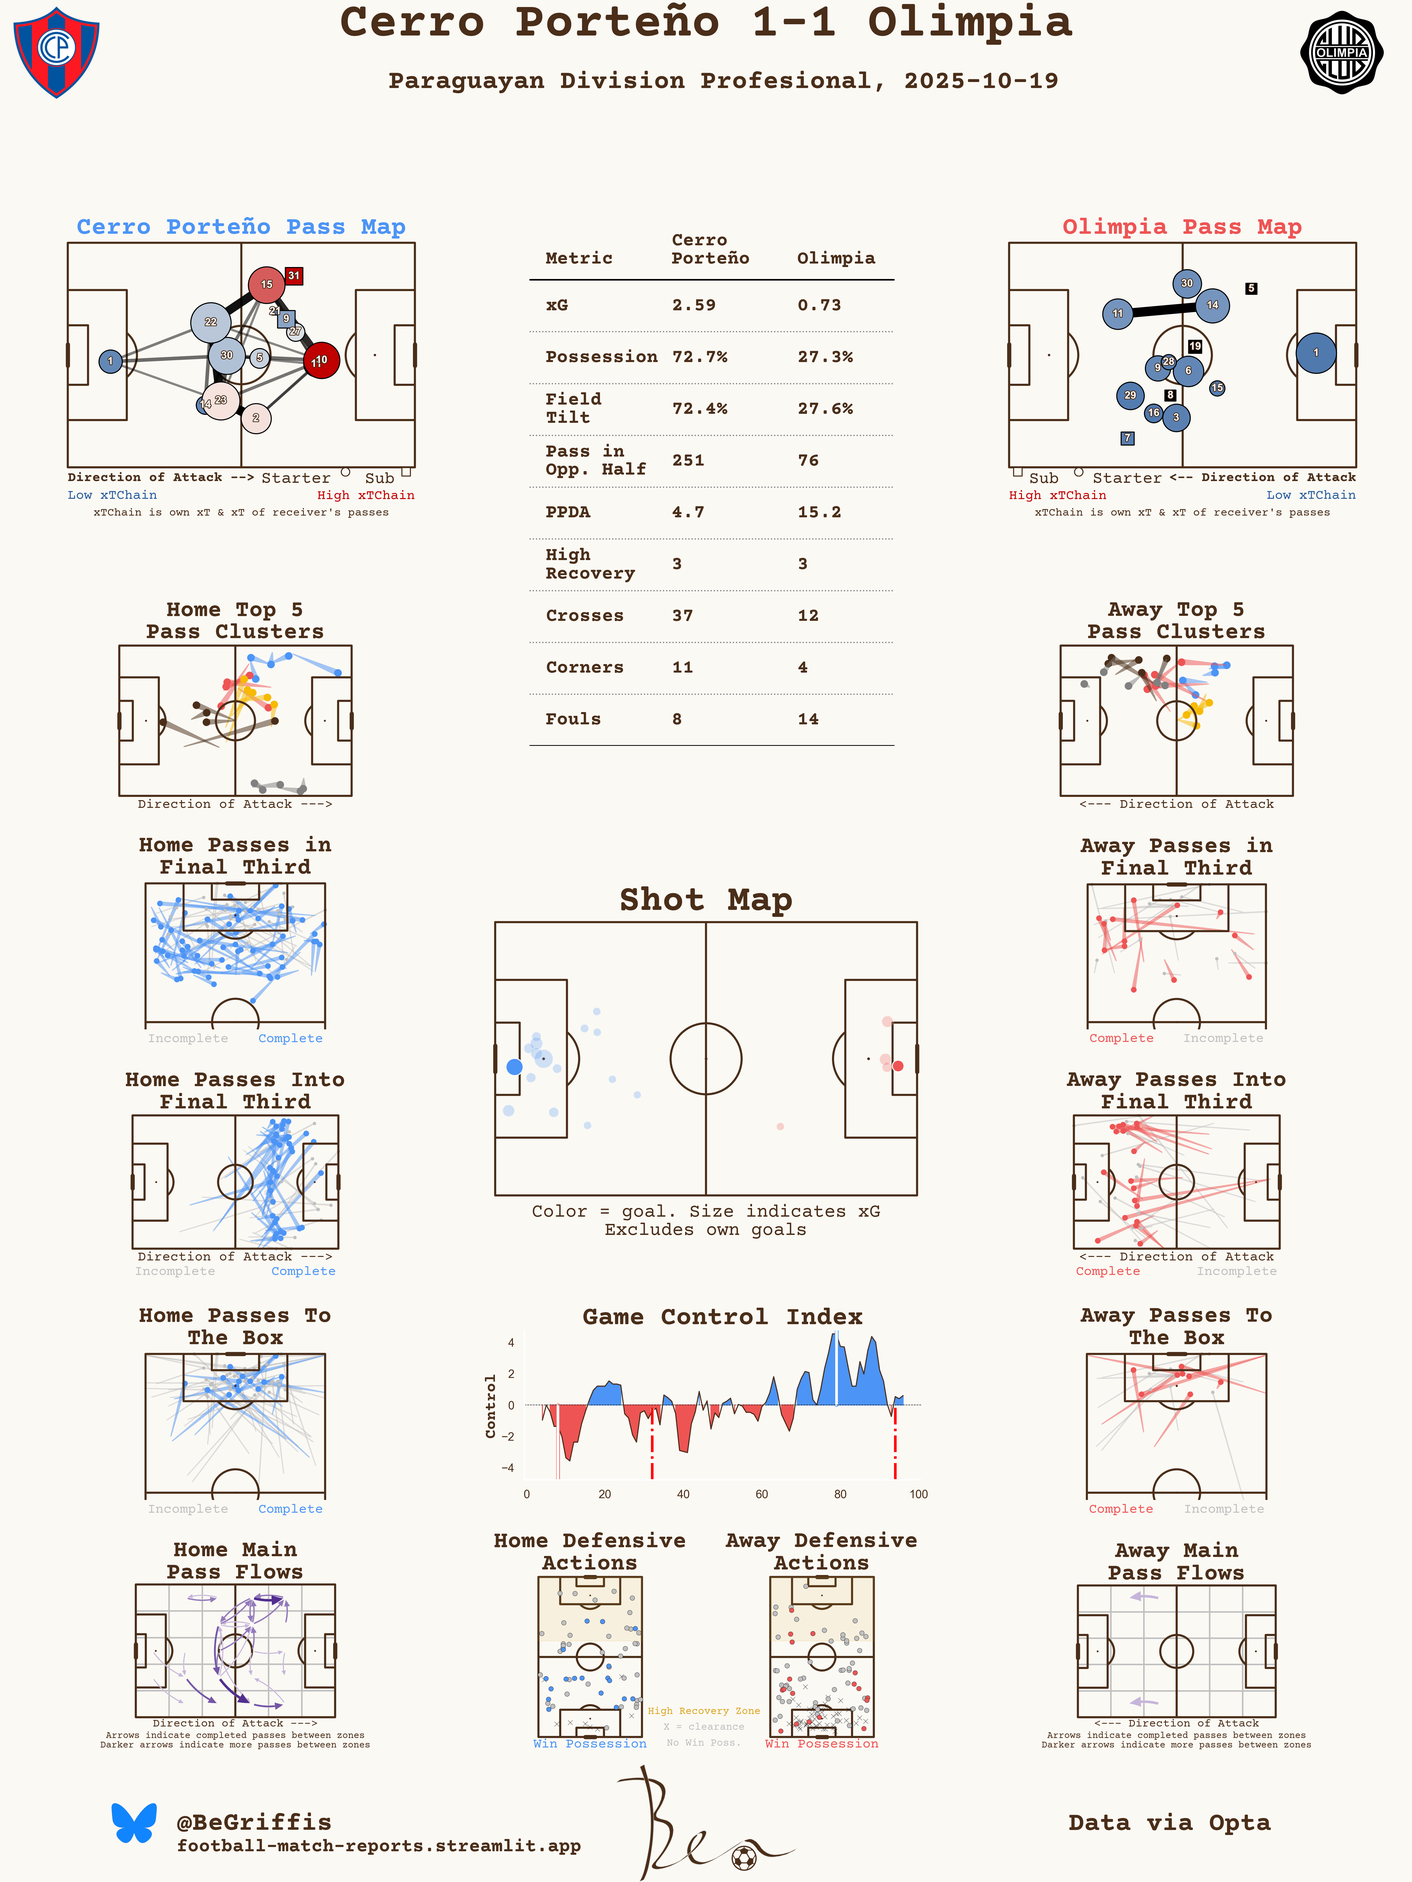 Cerro Porteño 1-1 Olimpia
Paraguayan Division Profesional, 2025-10-19
OLIMPIA
Cerro Porteño Pass Map
15
31
22
9
27
1
30
5
10
14
23
2
Direction of Attack --> Starter Sub
Low xTChain High xTChain
xTChain is own xT & xT of receiver's passes
Metric Cerro Porteño Olimpia
xG 2.59 0.73
Possession 72.7% 27.3%
Field Tilt 72.4% 27.6%
Pass in Opp. Half 251 76
PPDA 4.7 15.2
High Recovery 3 3
Crosses 37 12
Corners 11 4
Fouls 8 14
Olimpia Pass Map
30
5
11
14
19
1
9
28
6
15
29
8
16
3
7
Sub Starter <-- Direction of Attack
High xTChain Low xTChain
xTChain is own xT & xT of receiver's passes
Home Top 5
Pass Clusters
Direction of Attack --->
Away Top 5
Pass Clusters
<--- Direction of Attack
Home Passes in
Final Third
Incomplete Complete
Away Passes in
Final Third
Complete Incomplete
Shot Map
Color = goal. Size indicates xG
Excludes own goals
Home Passes Into
Final Third
Direction of Attack --->
Incomplete Complete
Away Passes Into
Final Third
<--- Direction of Attack
Complete Incomplete
Home Passes To
The Box
Incomplete Complete
Game Control Index
Control
4
2
0
−2
−4
0 20 40 60 80 100
Away Passes To
The Box
Complete Incomplete
Home Main
Pass Flows
Direction of Attack --->
Arrows indicate completed passes between zones
Darker arrows indicate more passes between zones
Home Defensive
Actions
Win Possession
Away Defensive
Actions
Win Possession
High Recovery Zone
X = clearance
No Win Poss.
Away Main
Pass Flows
<--- Direction of Attack
Arrows indicate completed passes between zones
Darker arrows indicate more passes between zones
@BeGriffis
football-match-reports.streamlit.app
Ben
Data via Opta